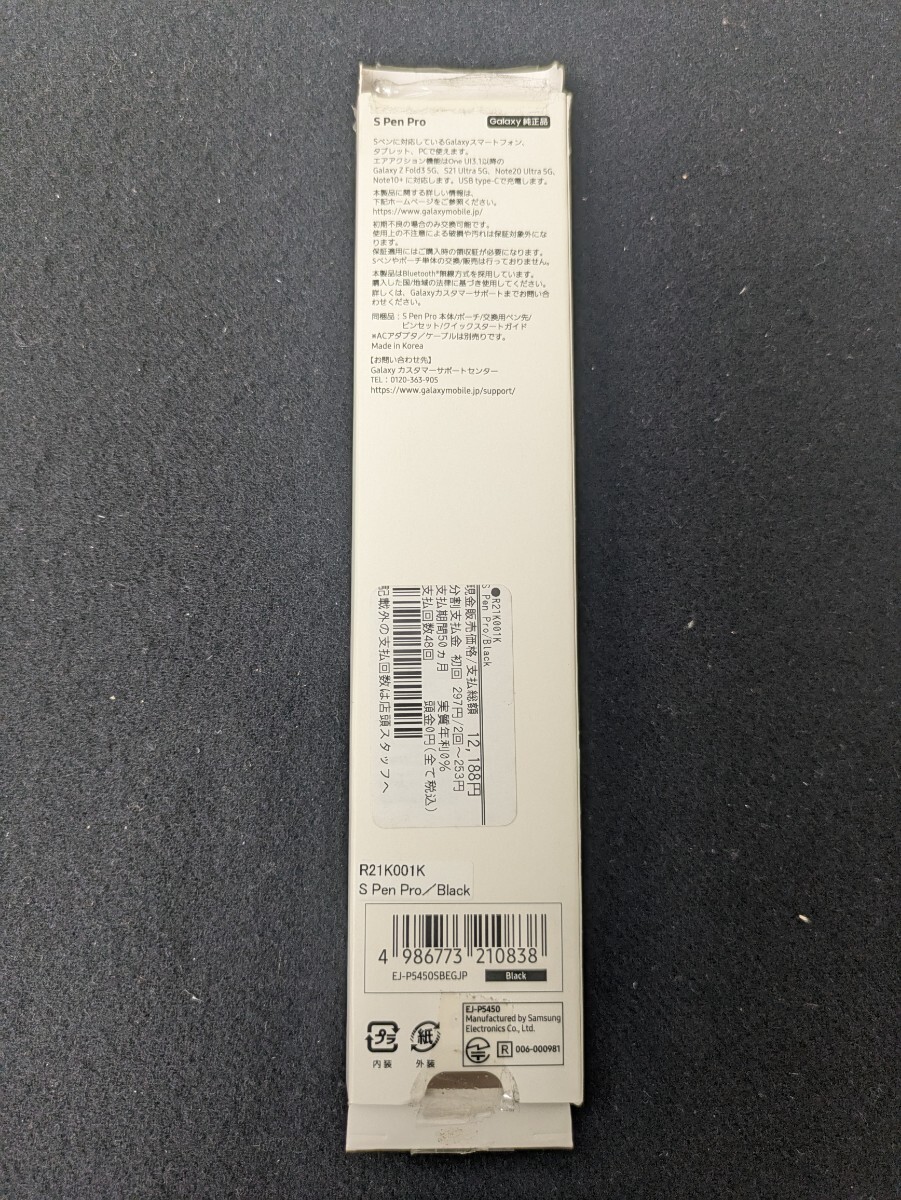 S Pen Pro
Galaxy 純正品
Sペンに対応しているGalaxyスマートフォン、
タブレット、PCで使えます。
エアアクション機能はOne UI3.1以降の
Galaxy Z Fold3 5G、S21 Ultra 5G、Note20 Ultra 5G、
Note10+ に対応します。USB type-Cで充電します。
本製品に関する詳しい情報は、
下記ホームページをご参照ください。
https://www.galaxymobile.jp/
初期不良の場合のみ交換可能です。
使用上の不注意による破損や汚れは保証対象外にな
ります。
保証適用にはご購入時の領収証が必要になります。
Sペンやポーチ単体の交換/販売は行っておりません。
本製品はBluetooth®無線方式を採用しています。
購入した国/地域の法律に基づき使用してください。
詳しくは、Galaxyカスタマーサポートまでお問い合
わせください。
同梱品：S Pen Pro 本体/ポーチ/交換用ペン先/
ピンセット/クイックスタートガイド
※ACアダプタ／ケーブルは別売りです。
Made in Korea
【お問い合わせ先】
Galaxy カスタマーサポートセンター
TEL：0120-363-905
https://www.galaxymobile.jp/support/
●R21K001K
S Pen Pro/Black
現金販売価格/支払総額 12,188円
分割支払金 初回 297円/2回～253円
支払期間50ヵ月 実質年利0%
支払回数48回 頭金0円(全て税込)
記載外の支払回数は店頭スタッフへ
R21K001K
S Pen Pro／Black
4 986773 210838
EJ-P5450SBEGJP Black
プラ
内装
紙
外装
EJ-P5450
Manufactured by Samsung
Electronics Co., Ltd.
R 006-000981